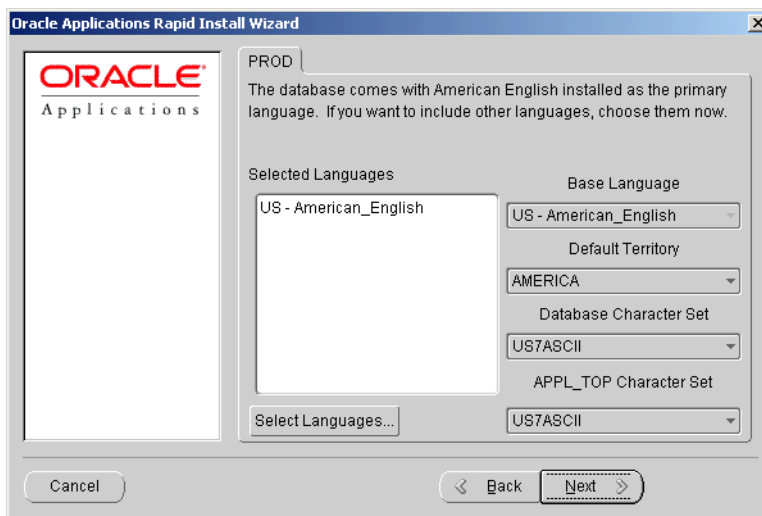 Oracle Applications Rapid Install Wizard
ORACLE
Applications
PROD
The database comes with American English installed as the primary
language. If you want to include other languages, choose them now.
Selected Languages
US - American_English
Base Language
US - American_English
Default Territory
AMERICA
Database Character Set
US7ASCII
APPL_TOP Character Set
US7ASCII
Select Languages...
Cancel
Back
Next